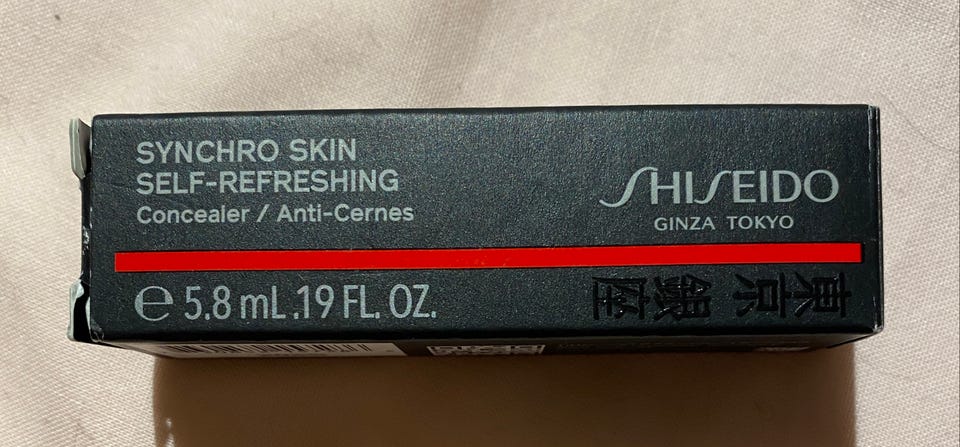 SYNCHRO SKIN
SELF-REFRESHING
Concealer / Anti-Cernes
SHISEIDO
GINZA TOKYO
℮ 5.8 mL .19 FL. OZ.
東京銀座